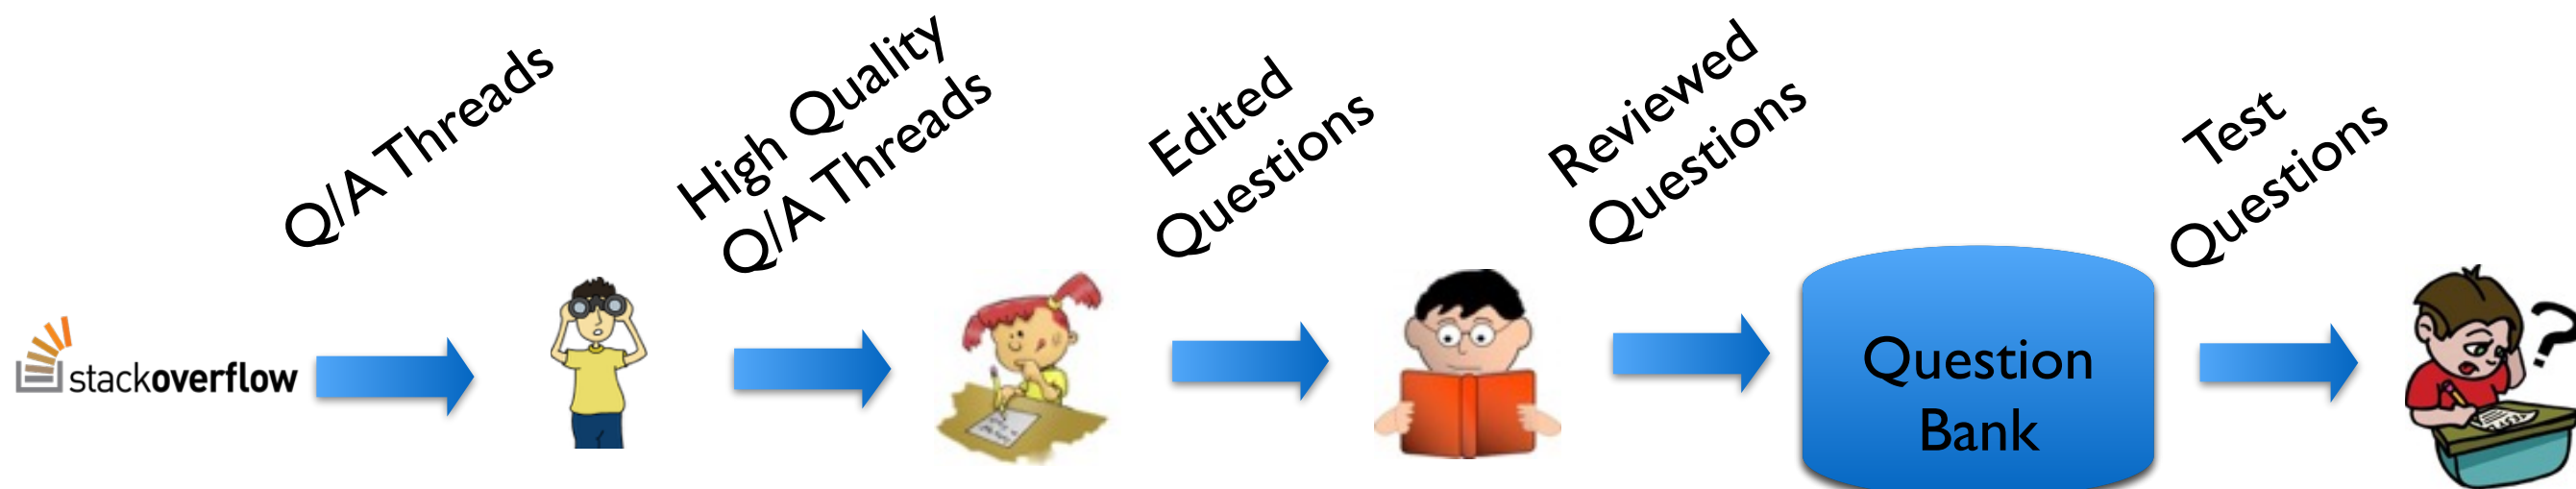 Q/A Threads
High Quality
Q/A Threads
Edited
Questions
Reviewed
Questions
Test
Questions
stackoverflow
Question
Bank
?